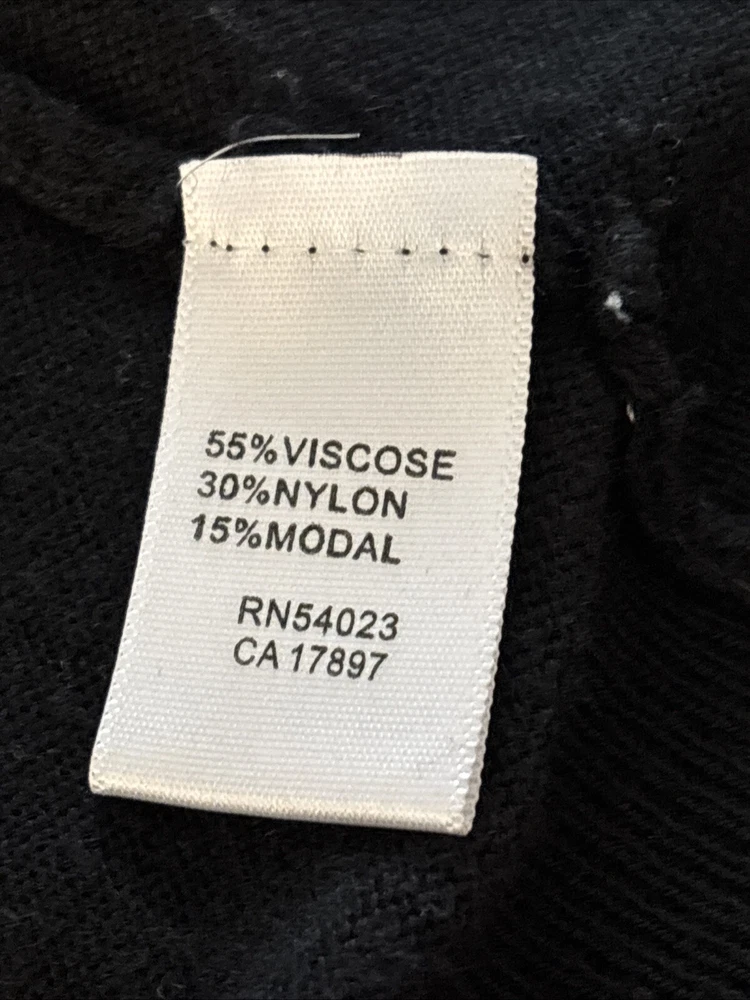 55%VISCOSE
30%NYLON
15%MODAL
RN54023
CA 17897